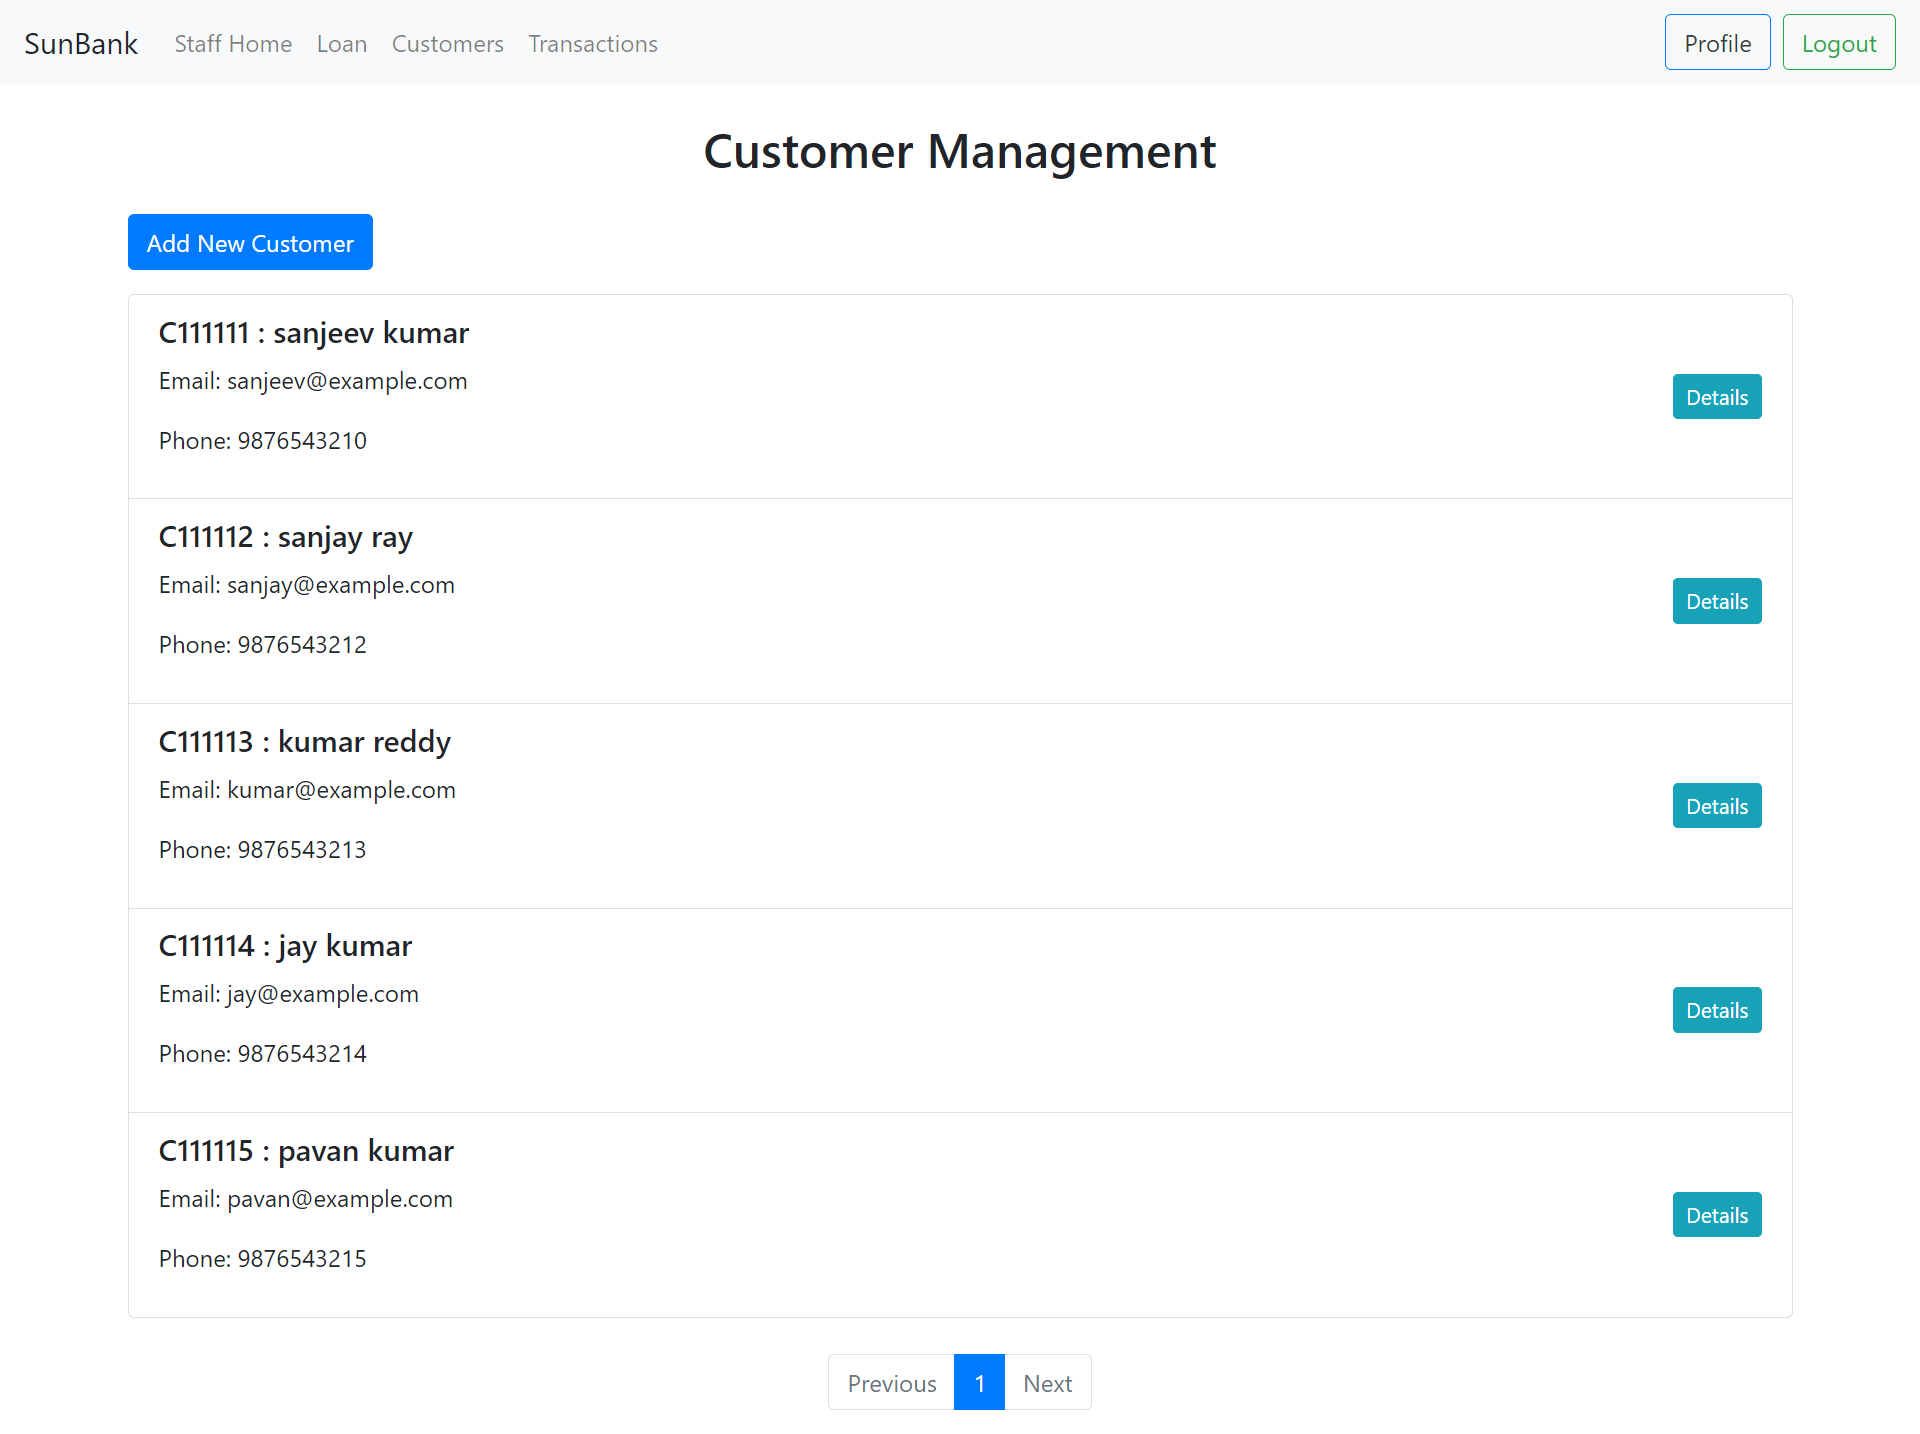 SunBank Staff Home Loan Customers Transactions Profile Logout
Customer Management
Add New Customer
C111111 : sanjeev kumar
Email: sanjeev@example.com
Details
Phone: 9876543210
C111112 : sanjay ray
Email: sanjay@example.com
Details
Phone: 9876543212
C111113 : kumar reddy
Email: kumar@example.com
Details
Phone: 9876543213
C111114 : jay kumar
Email: jay@example.com
Details
Phone: 9876543214
C111115 : pavan kumar
Email: pavan@example.com
Details
Phone: 9876543215
Previous 1 Next